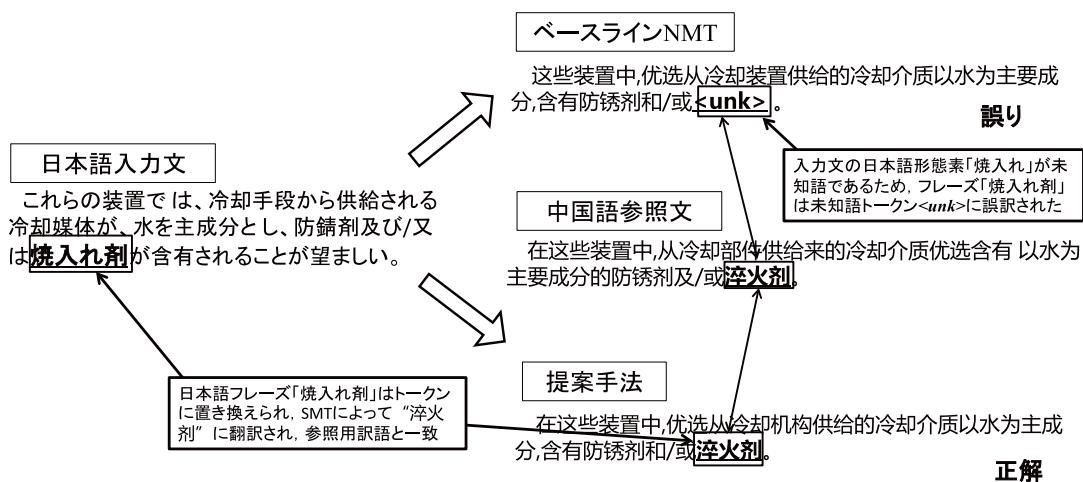 ベースラインNMT
这些装置中,优选从冷却装置供给的冷却介质以水为主要成
分,含有防锈剂和/或<unk>。
誤り
入力文の日本語形態素「焼入れ」が未
知語であるため，フレーズ「焼入れ剤」
は未知語トークン<unk>に誤訳された
日本語入力文
これらの装置では、冷却手段から供給される
冷却媒体が、水を主成分とし、防錆剤及び/又
は焼入れ剤が含有されることが望ましい。
中国語参照文
在这些装置中,从冷却部件供给来的冷却介质优选含有 以水为
主要成分的防锈剂及/或淬火剂。
提案手法
在这些装置中,优选从冷却机构供给的冷却介质以水为主成
分,含有防锈剂和/或淬火剂。
正解
日本語フレーズ「焼入れ剤」はトークン
に置き換えられ，SMTによって“淬火
剂”に翻訳され，参照用訳語と一致